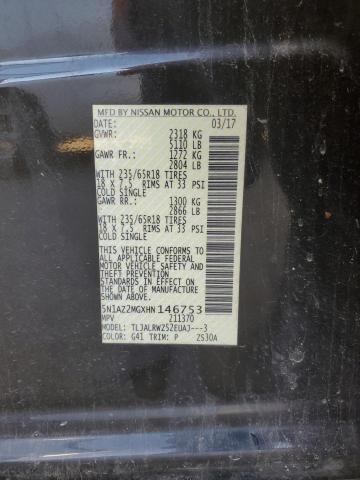 MFD BY NISSAN MOTOR CO., LTD.
DATE: 03/17
GVWR: 2318 KG
5110 LB
GAWR FR.: 1272 KG
2804 LB
WITH 235/65R18 TIRES
18 X 7.5 RIMS AT 33 PSI
COLD SINGLE
GAWR RR.: 1300 KG
2866 LB
WITH 235/65R18 TIRES
18 X 7.5 RIMS AT 33 PSI
COLD SINGLE
THIS VEHICLE CONFORMS TO
ALL APPLICABLE FEDERAL
MOTOR VEHICLE SAFETY, BUMPER
AND THEFT PREVENTION
STANDARDS IN EFFECT ON THE
DATE OF MANUFACTURE
SHOWN ABOVE.
5N1AZ2MGXHN146753
MPV 211370
MODEL: TLJALRWZ52EUAJ---3
COLOR: G41 TRIM: P ZS30A